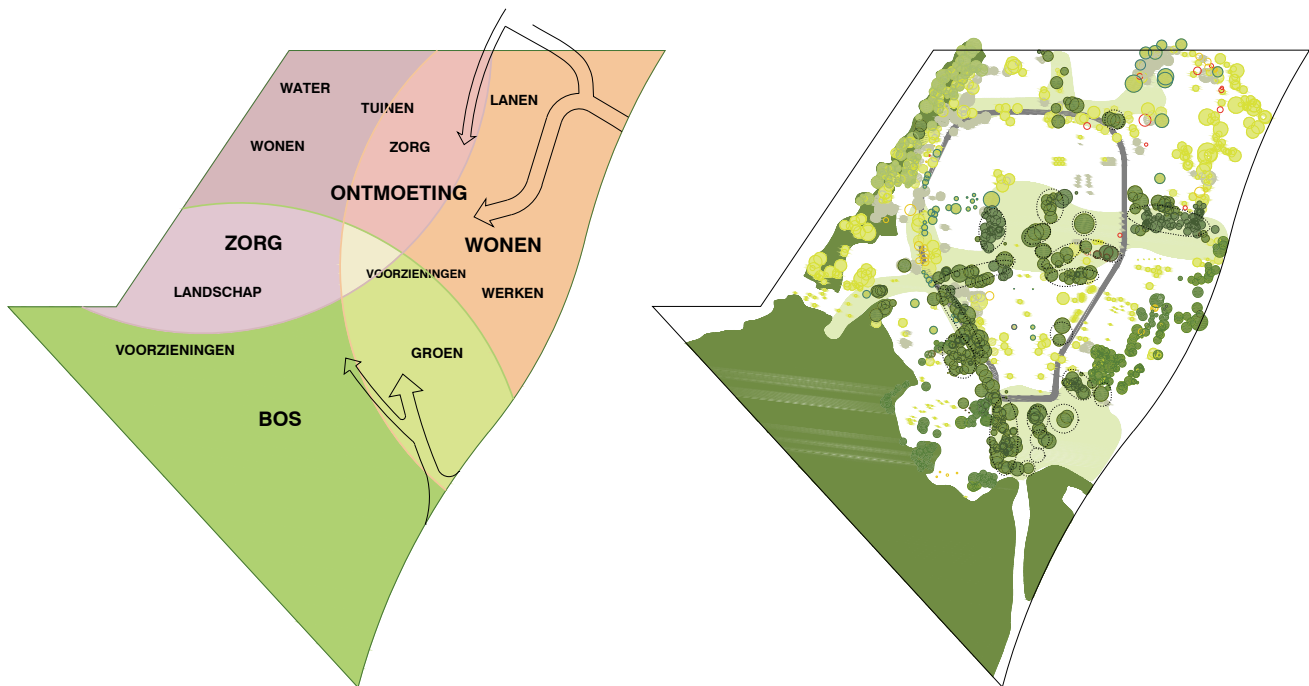 WATER
TUINEN
LANEN
WONEN
ZORG
ONTMOETING
ZORG
WONEN
VOORZIENINGEN
LANDSCHAP
WERKEN
VOORZIENINGEN
GROEN
BOS